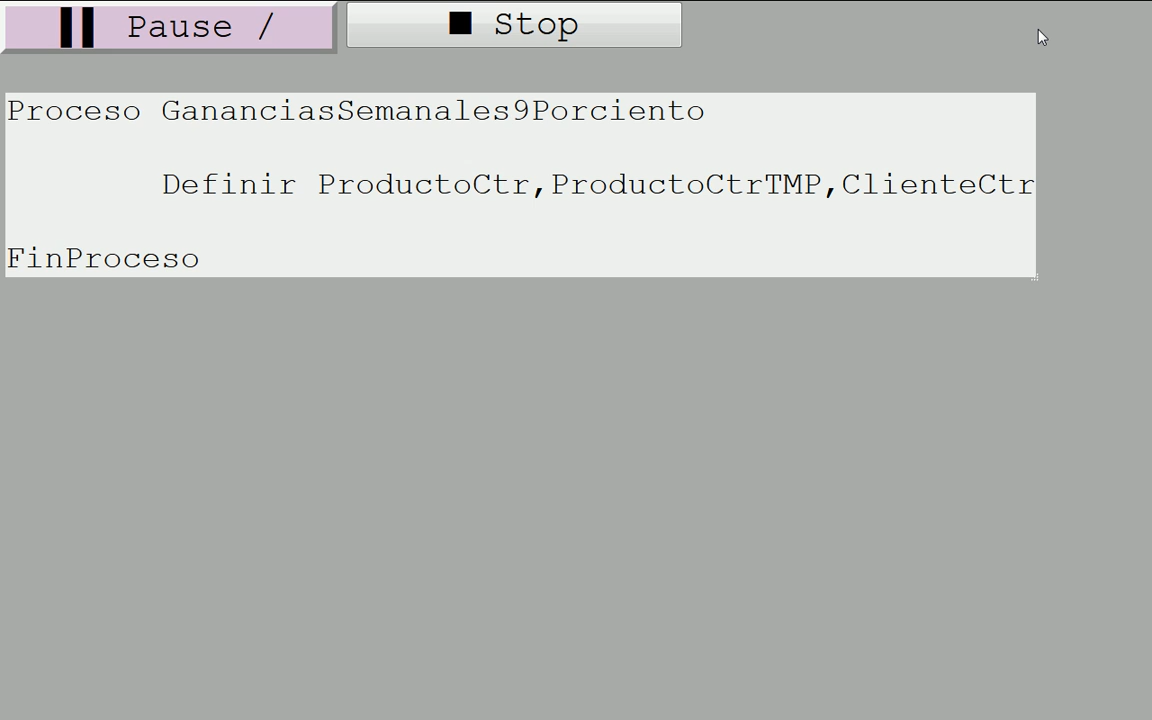 Pause /
Stop
Proceso GananciasSemanales9Porciento
Definir ProductoCtr,ProductoCtrTMP,ClienteCtr
FinProceso